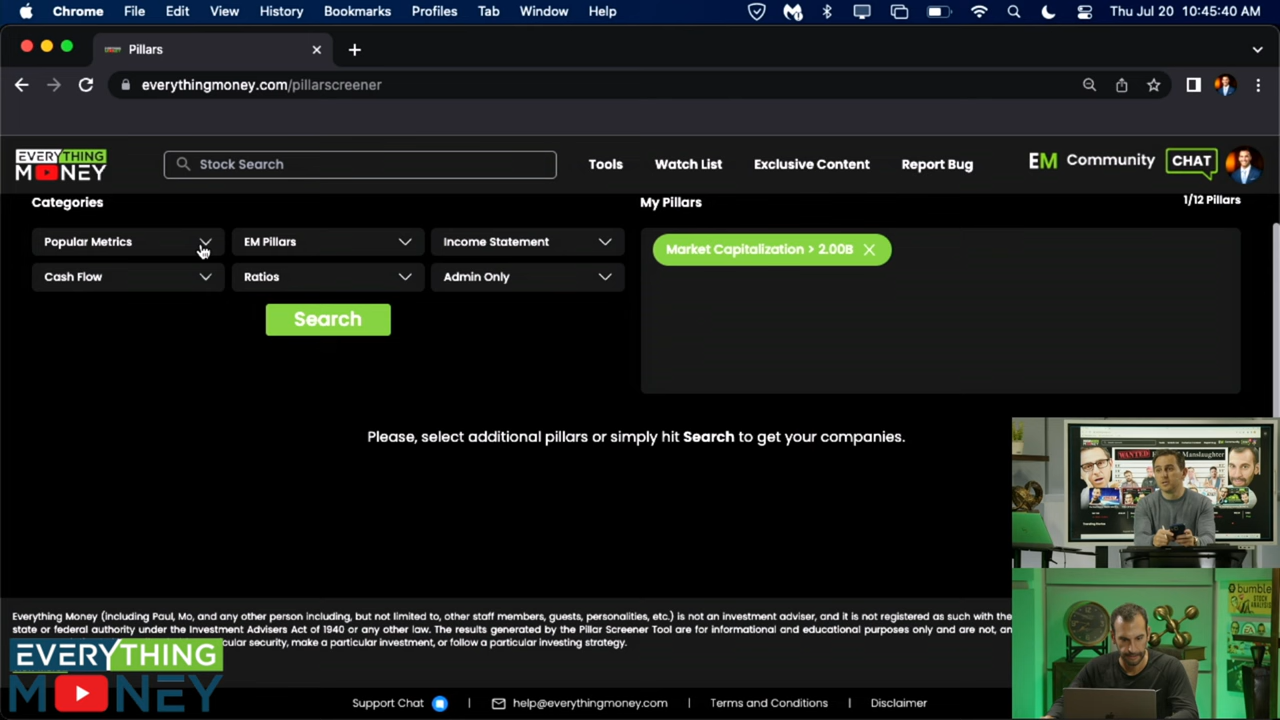 Chrome File Edit View History Bookmarks Profiles Tab Window Help Thu Jul 20 10:45:40 AM
Pillars
everythingmoney.com/pillarscreener
EVERYTHING
MONEY
Stock Search
Tools Watch List Exclusive Content Report Bug EM Community CHAT
Categories
My Pillars
1/12 Pillars
Popular Metrics EM Pillars Income Statement
Market Capitalization > 2.00B
Cash Flow Ratios Admin Only
Search
Please, select additional pillars or simply hit Search to get your companies.
WANTED Manslaughter
Everything Money (including Paul, Mo, and any other person including, but not limited to, other staff members, guests, personalities, etc.) is not an investment adviser, and it is not registered as such with the
state or federal authority under the Investment Advisers Act of 1940 or any other law. The results generated by the Pillar Screener Tool are for informational and educational purposes only and are not, an
cular security, make a particular investment, or follow a particular investing strategy.
EVERYTHING
MONEY
bumble
STOCK
ANALYSIS
Support Chat | help@everythingmoney.com | Terms and Conditions | Disclaimer